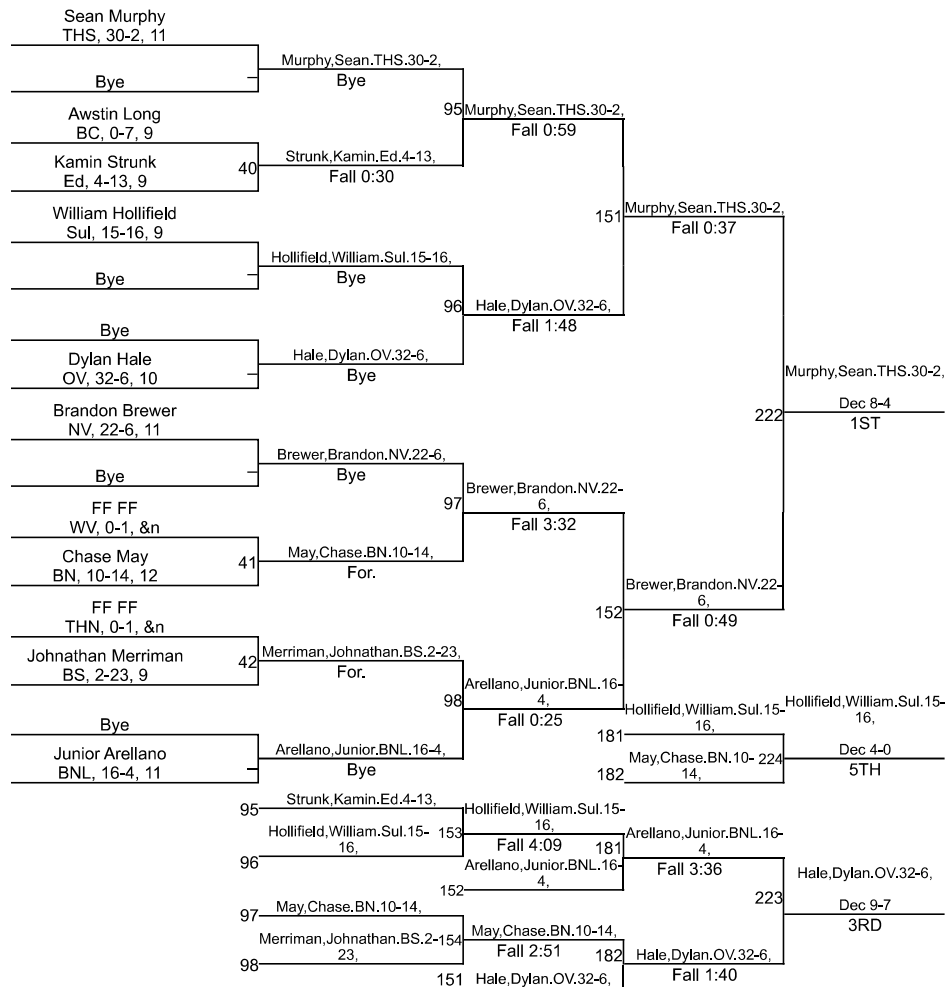 Sean Murphy
THS, 30-2, 11
Murphy,Sean.THS.30-2,
Bye
Bye
95
Murphy,Sean.THS.30-2,
Fall 0:59
Awstin Long
BC, 0-7, 9
Kamin Strunk
Ed, 4-13, 9
40
Strunk,Kamin.Ed.4-13,
Fall 0:30
William Hollifield
Sul, 15-16, 9
151
Murphy,Sean.THS.30-2,
Fall 0:37
Bye
Hollifield,William.Sul.15-16,
Bye
96
Hale,Dylan.OV.32-6,
Fall 1:48
Bye
Dylan Hale
OV, 32-6, 10
Hale,Dylan.OV.32-6,
Bye
Murphy,Sean.THS.30-2,
222
Dec 8-4
1ST
Brandon Brewer
NV, 22-6, 11
Bye
Brewer,Brandon.NV.22-6,
Bye
97
Brewer,Brandon.NV.22-
6,
Fall 3:32
FF FF
WV, 0-1, &n
Chase May
BN, 10-14, 12
41
May,Chase.BN.10-14,
For.
152
Brewer,Brandon.NV.22-
6,
Fall 0:49
FF FF
THN, 0-1, &n
Johnathan Merriman
BS, 2-23, 9
42
Merriman,Johnathan.BS.2-23,
For.
98
Arellano,Junior.BNL.16-
4,
Fall 0:25
Bye
Junior Arellano
BNL, 16-4, 11
Arellano,Junior.BNL.16-4,
Bye
Hollifield,William.Sul.15-
16,
181
May,Chase.BN.10-
14,
182
224
Hollifield,William.Sul.15-
16,
Dec 4-0
5TH
95
Strunk,Kamin.Ed.4-13,
Hollifield,William.Sul.15-
16,
96
153
Hollifield,William.Sul.15-
16,
Fall 4:09
181
Arellano,Junior.BNL.16-
4,
152
Arellano,Junior.BNL.16-
4,
Fall 3:36
223
Hale,Dylan.OV.32-6,
Dec 9-7
3RD
97
May,Chase.BN.10-14,
Merriman,Johnathan.BS.2-
23,
98
154
May,Chase.BN.10-14,
Fall 2:51
182
Hale,Dylan.OV.32-6,
Fall 1:40
151
Hale,Dylan.OV.32-6,